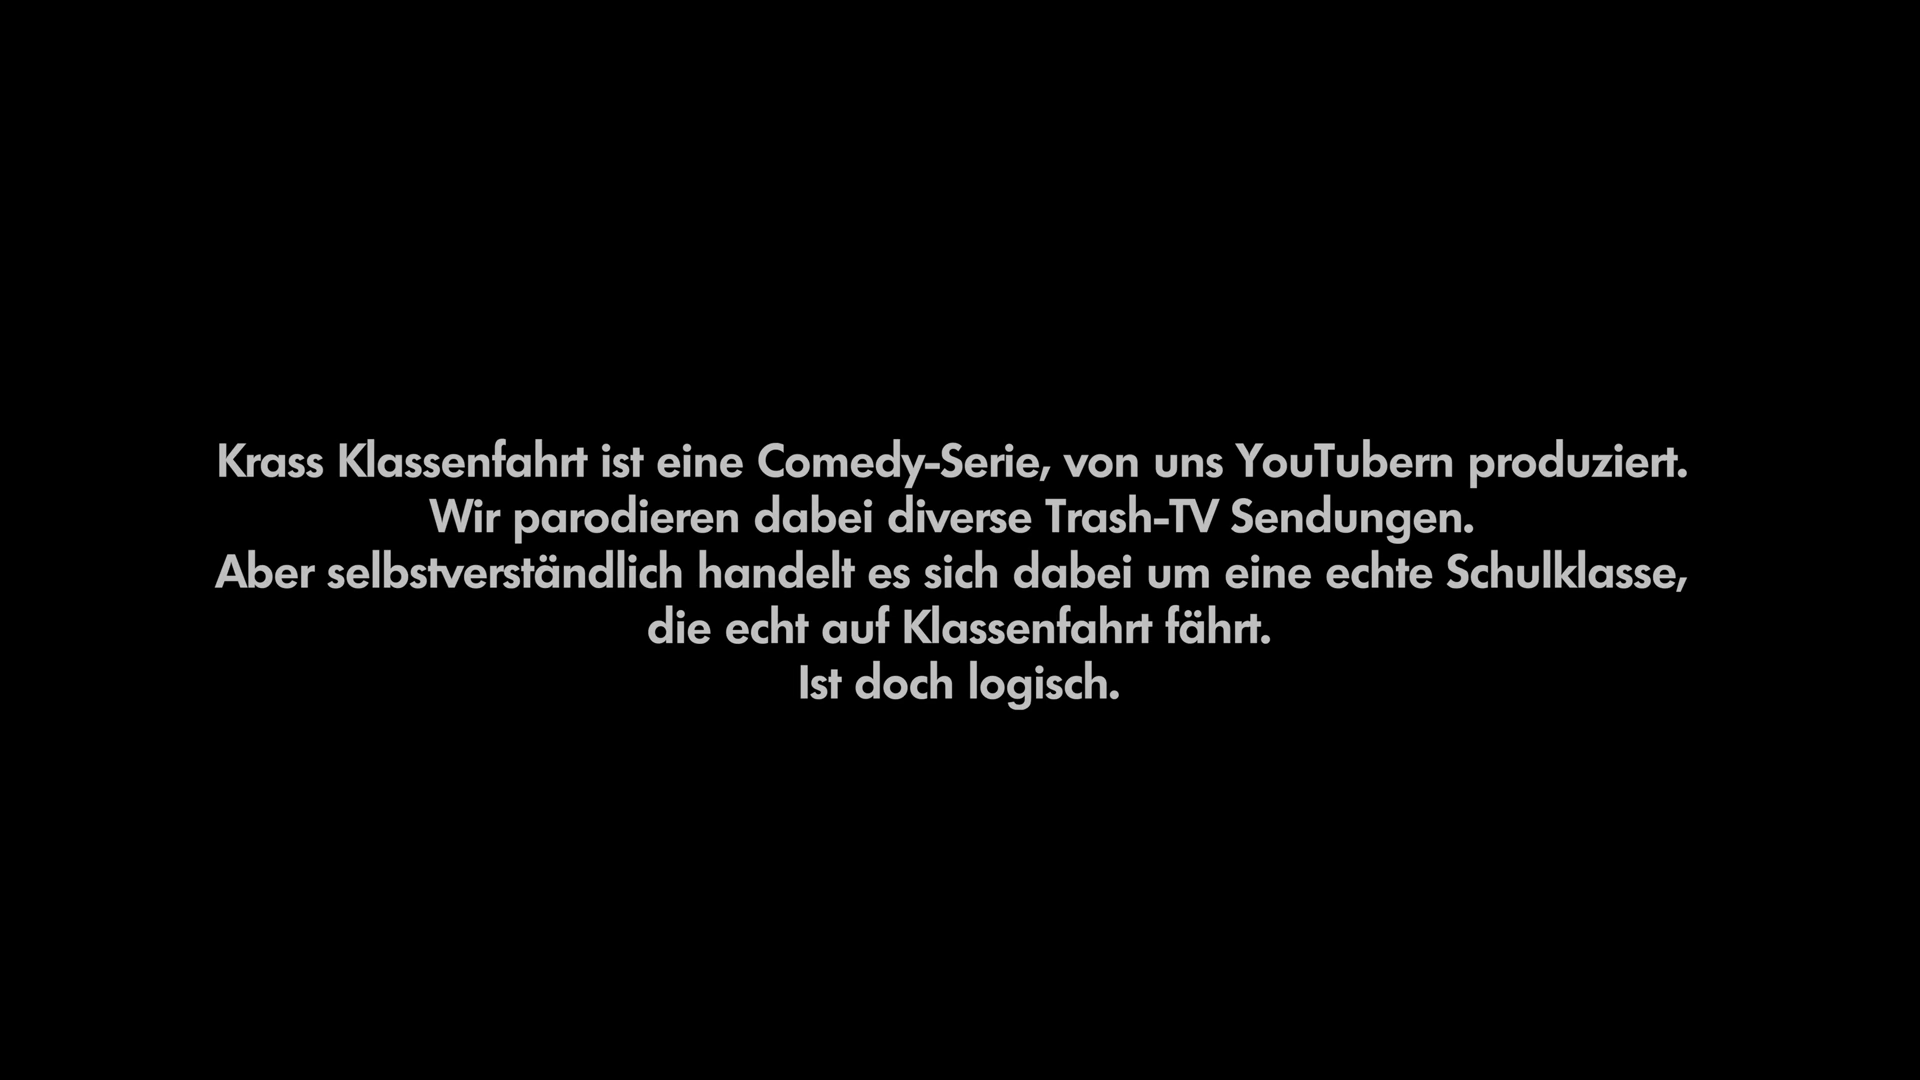 Krass Klassenfahrt ist eine Comedy-Serie, von uns YouTubern produziert.
Wir parodieren dabei diverse Trash-TV Sendungen.
Aber selbstverständlich handelt es sich dabei um eine echte Schulklasse,
die echt auf Klassenfahrt fährt.
Ist doch logisch.